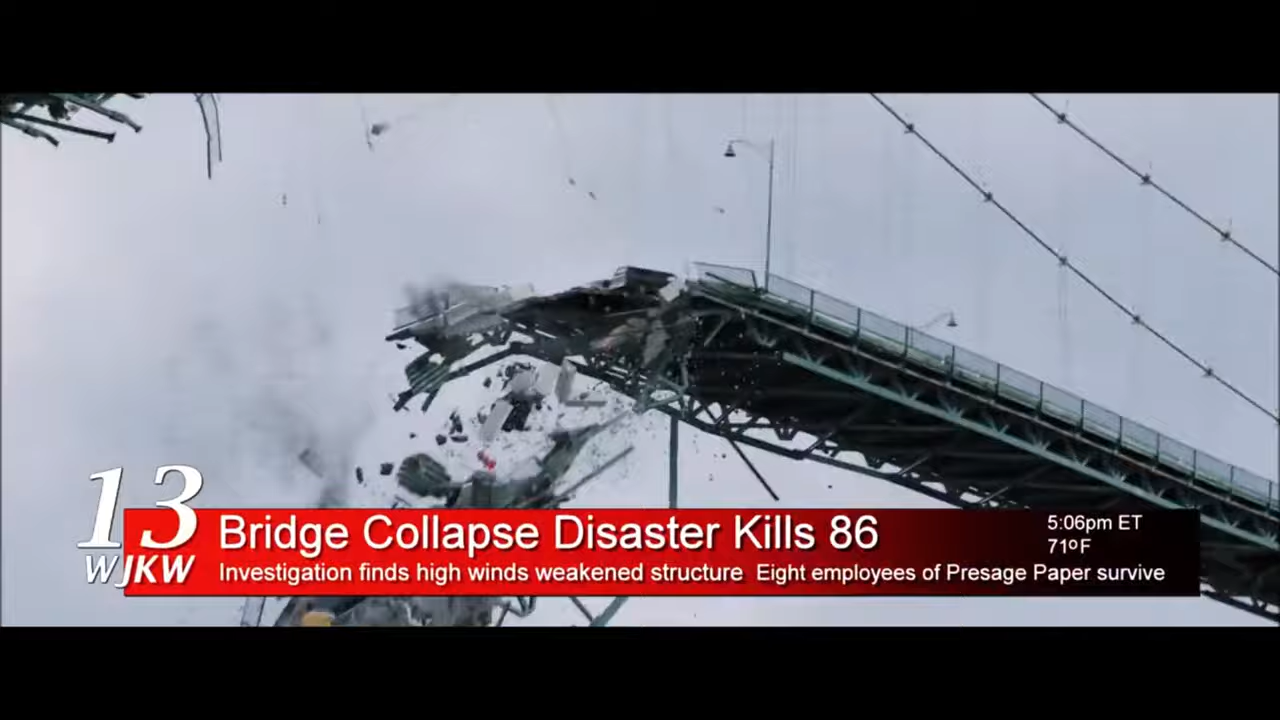 13
WJKW
Bridge Collapse Disaster Kills 86
5:06pm ET
71ºF
Investigation finds high winds weakened structure Eight employees of Presage Paper survive